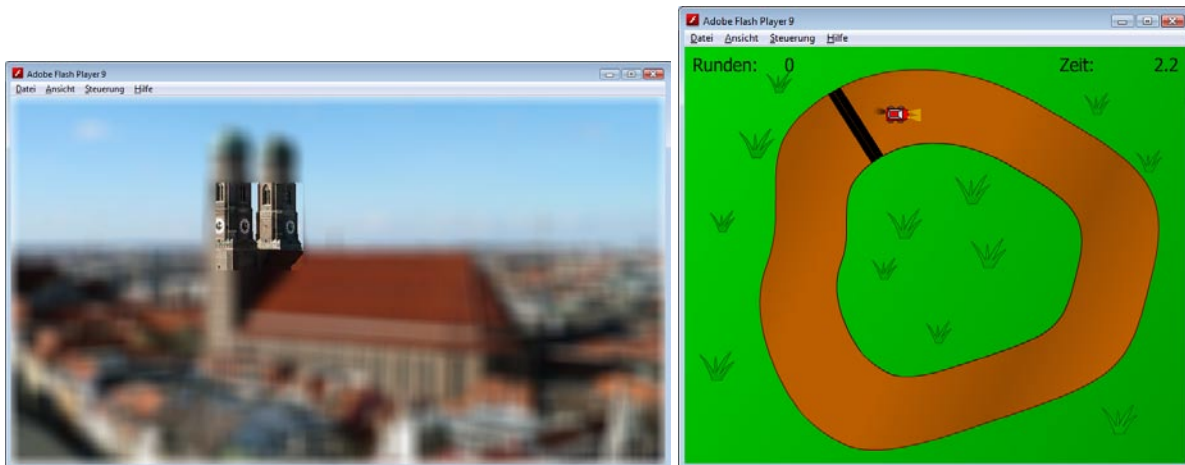 Adobe Flash Player 9
Datei Ansicht Steuerung Hilfe
Adobe Flash Player 9
Datei Ansicht Steuerung Hilfe
Runden: 0 Zeit: 2.2